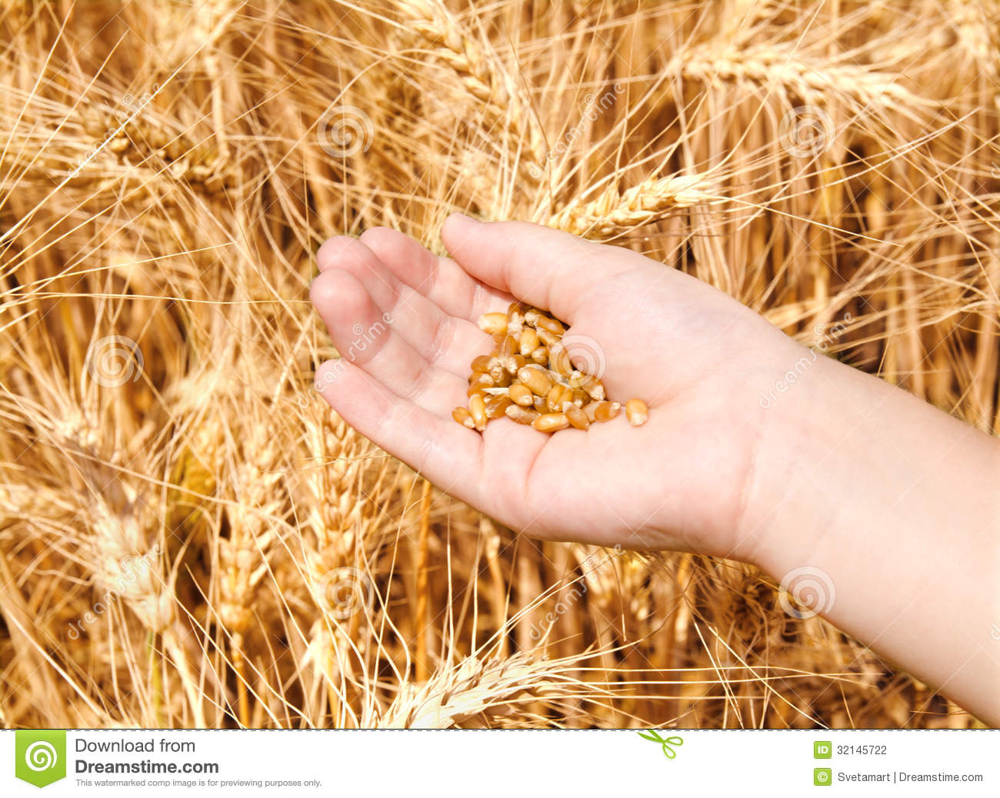 Download from
Dreamstime.com
This watermarked comp image is for previewing purposes only.
ID 32145722
© Svetamart | Dreamstime.com